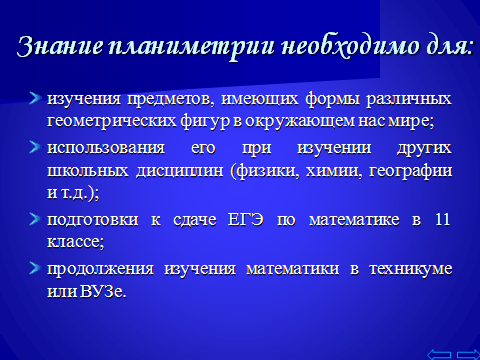 Знание планиметрии необходимо для:
изучения предметов, имеющих формы различных
геометрических фигур в окружающем нас мире;
использования его при изучении других
школьных дисциплин (физики, химии, географии
и т.д.);
подготовки к сдаче ЕГЭ по математике в 11
классе;
продолжения изучения математики в техникуме
или ВУЗе.